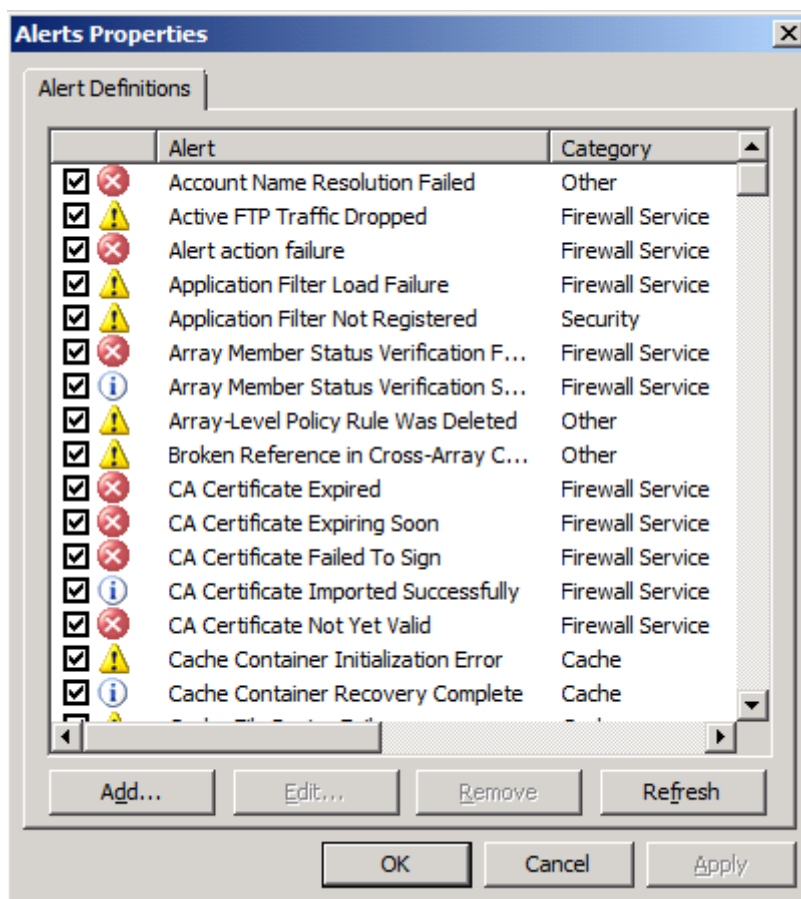 Alerts Properties
Alert Definitions
Alert Category
Account Name Resolution Failed Other
Active FTP Traffic Dropped Firewall Service
Alert action failure Firewall Service
Application Filter Load Failure Firewall Service
Application Filter Not Registered Security
Array Member Status Verification F... Firewall Service
Array Member Status Verification S... Firewall Service
Array-Level Policy Rule Was Deleted Other
Broken Reference in Cross-Array C... Other
CA Certificate Expired Firewall Service
CA Certificate Expiring Soon Firewall Service
CA Certificate Failed To Sign Firewall Service
CA Certificate Imported Successfully Firewall Service
CA Certificate Not Yet Valid Firewall Service
Cache Container Initialization Error Cache
Cache Container Recovery Complete Cache
Add... Edit... Remove Refresh
OK Cancel Apply